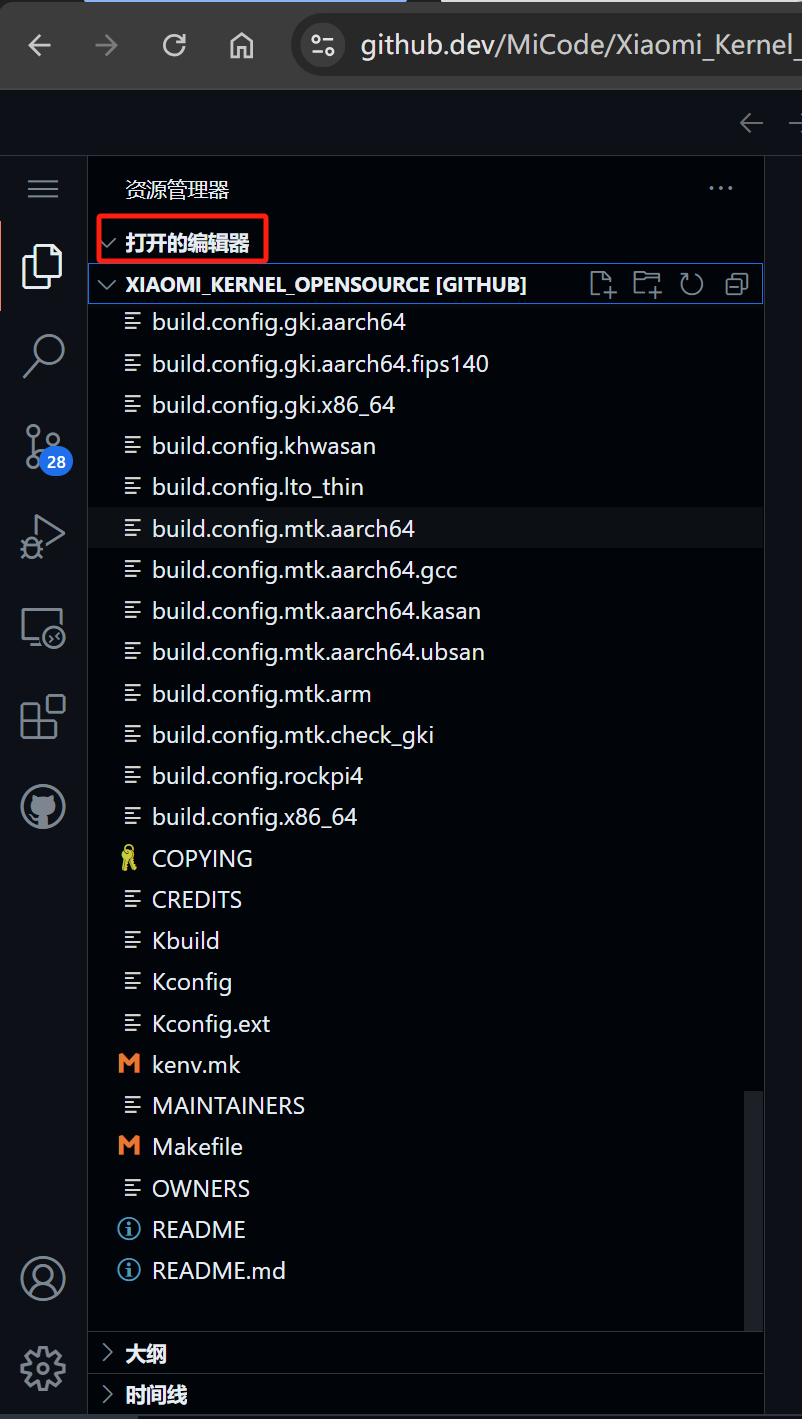 github.dev/MiCode/Xiaomi_Kernel_
资源管理器
打开的编辑器
XIAOMI_KERNEL_OPENSOURCE [GITHUB]
build.config.gki.aarch64
build.config.gki.aarch64.fips140
build.config.gki.x86_64
build.config.khwasan
28
build.config.lto_thin
build.config.mtk.aarch64
build.config.mtk.aarch64.gcc
build.config.mtk.aarch64.kasan
build.config.mtk.aarch64.ubsan
build.config.mtk.arm
build.config.mtk.check_gki
build.config.rockpi4
build.config.x86_64
COPYING
CREDITS
Kbuild
Kconfig
Kconfig.ext
kenv.mk
MAINTAINERS
Makefile
OWNERS
README
README.md
大纲
时间线